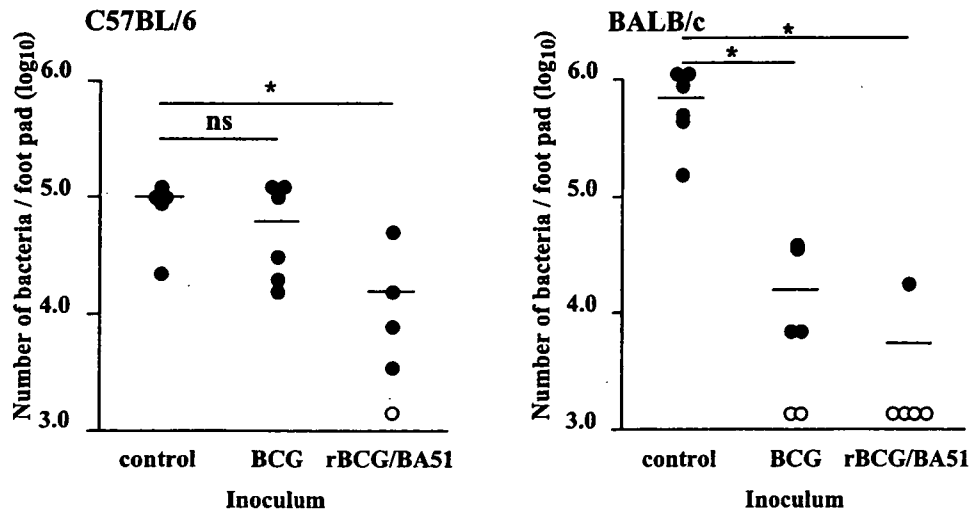 C57BL/6
Number of bacteria / foot pad (log10)
6.0
5.0
4.0
3.0
*
ns
control BCG rBCG/BA51
Inoculum
BALB/c
Number of bacteria / foot pad (log10)
6.0
5.0
4.0
3.0
*
*
control BCG rBCG/BA51
Inoculum